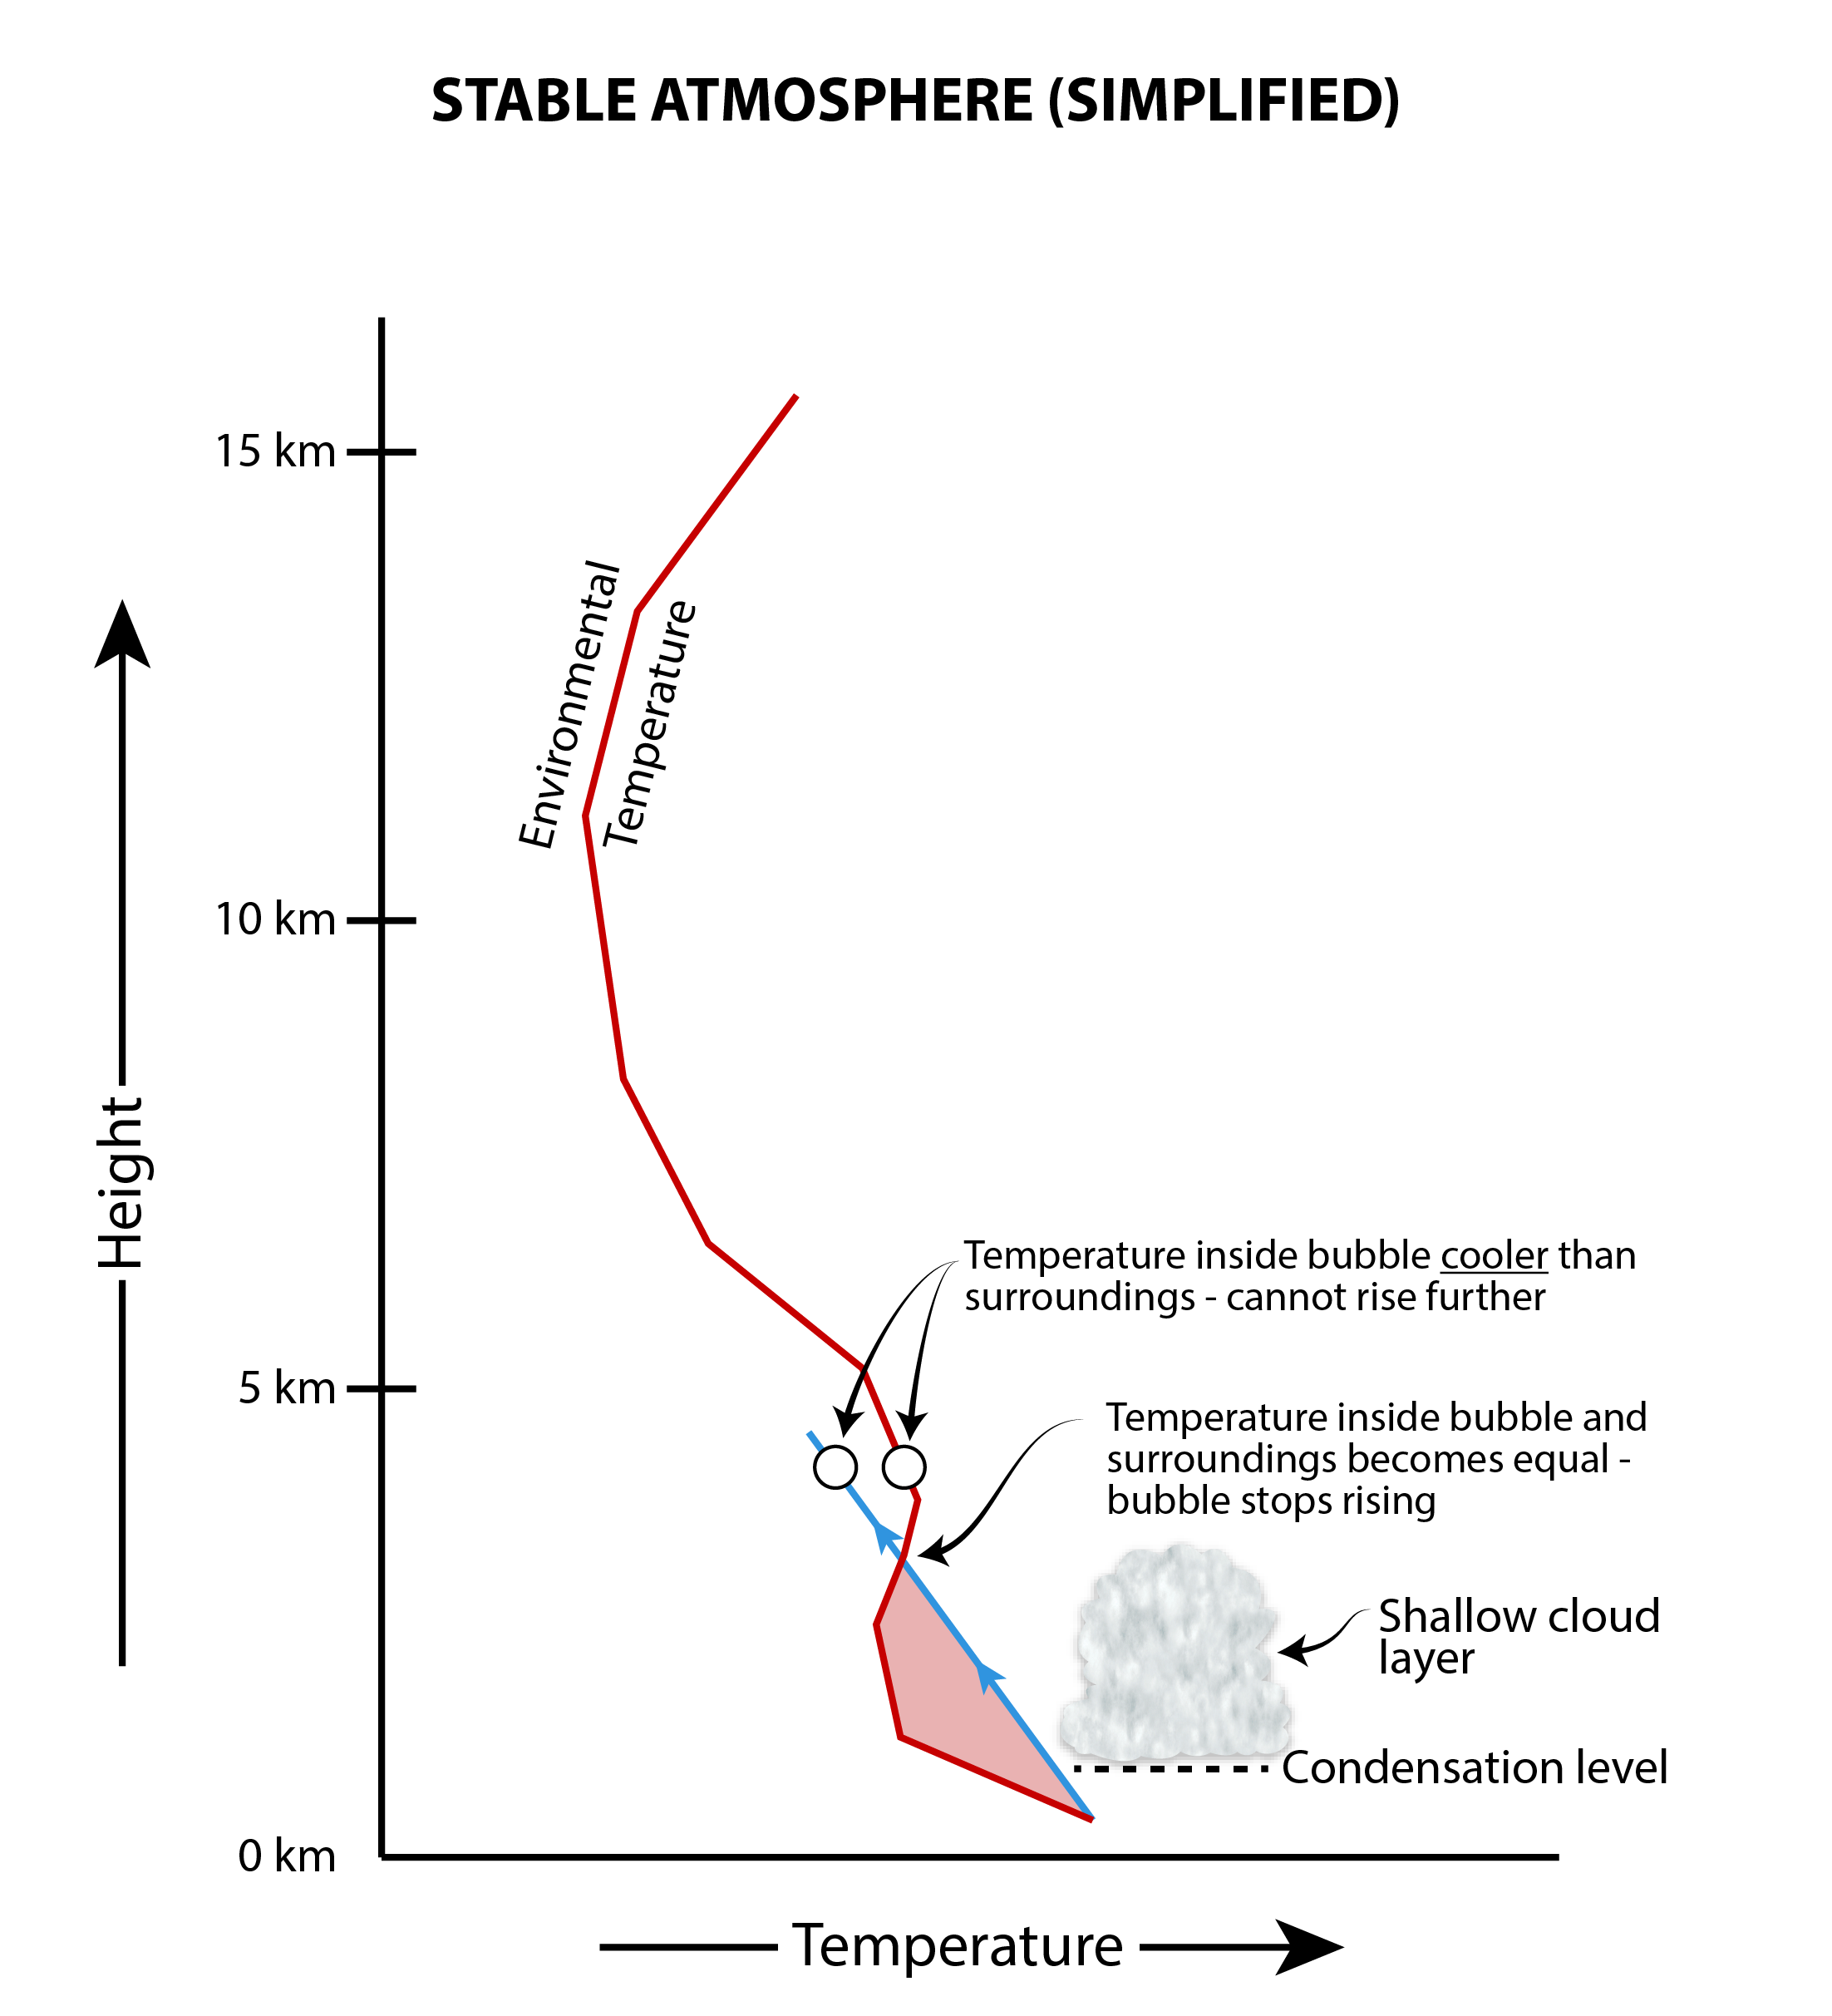 STABLE ATMOSPHERE (SIMPLIFIED)
15 km
Environmental
Temperature
10 km
Height
Temperature inside bubble cooler than
surroundings - cannot rise further
5 km
Temperature inside bubble and
surroundings becomes equal -
bubble stops rising
Shallow cloud
layer
Condensation level
0 km
Temperature